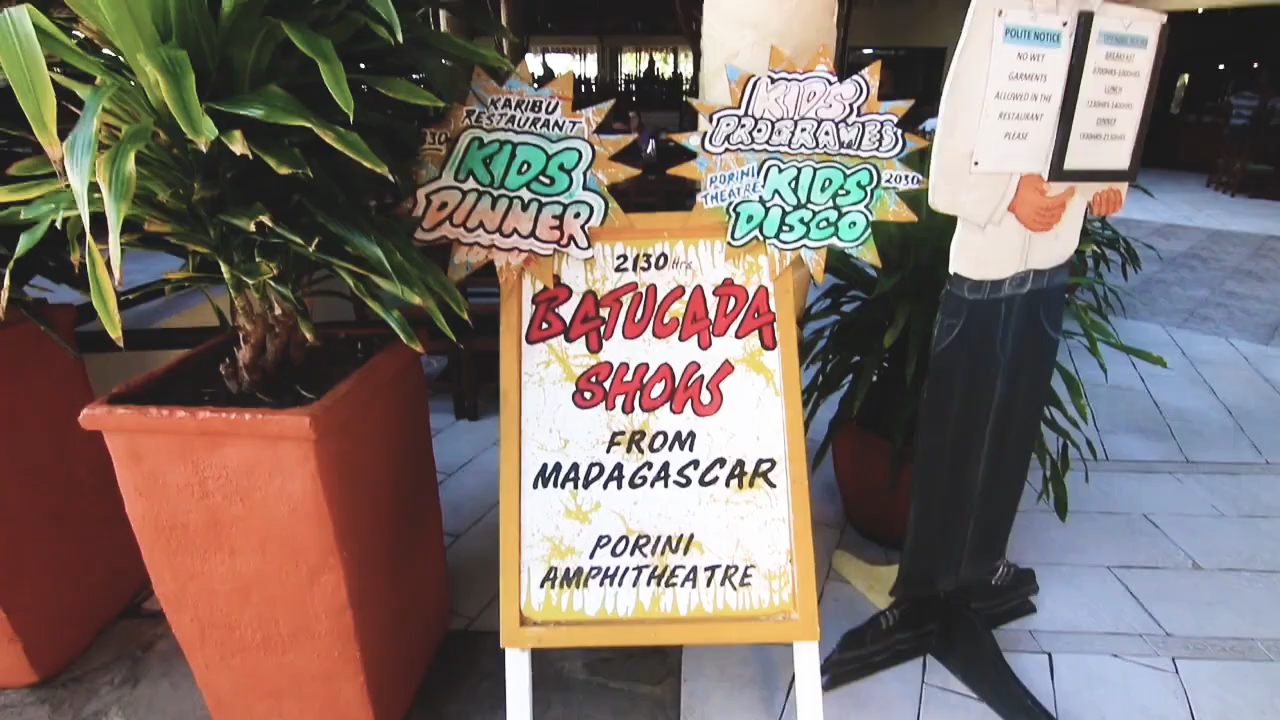 KARIBU
RESTAURANT
KIDS
DINNER
KIDS
PROGRAMES
PORINI
THEATRE
KIDS
DISCO
2030
2130 Hrs
BATUCADA
SHOW
FROM
MADAGASCAR
PORINI
AMPHITHEATRE
POLITE NOTICE
NO WET
GARMENTS
ALLOWED IN THE
RESTAURANT
PLEASE
BREAKFAST
LUNCH
DINNER